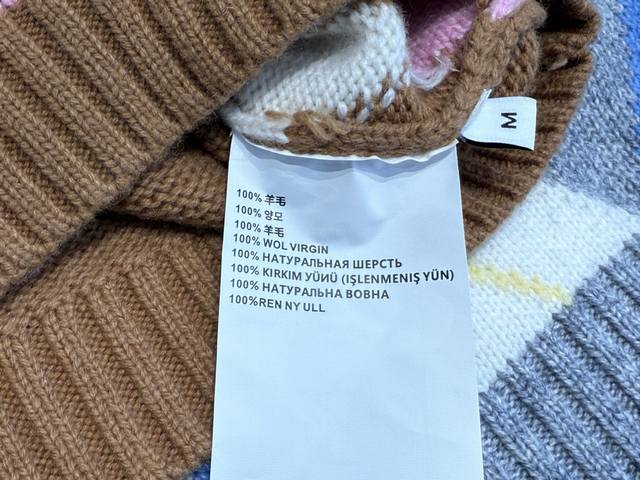 100% 羊毛
100% 양모
100% 羊毛
100% WOL VIRGIN
100% НАТУРАЛЬНАЯ ШЕРСТЬ
100% KIRKIM YÜNÜ (IŞLENMENIŞ YÜN)
100% НАТУРАЛЬНА ВОВНА
100%REN NY ULL
M